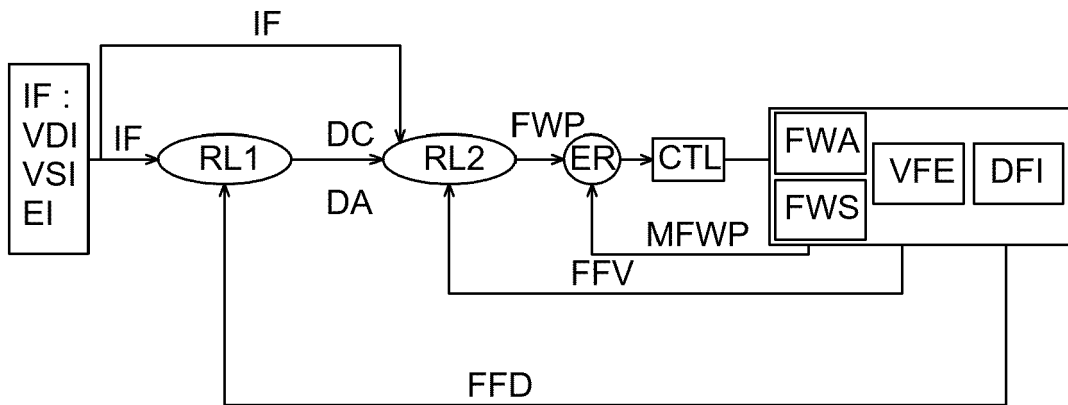 IF
IF :
VDI
VSI
EI
IF
RL1
DC
DA
RL2
FWP
ER
CTL
FWA
FWS
VFE
DFI
MFWP
FFV
FFD